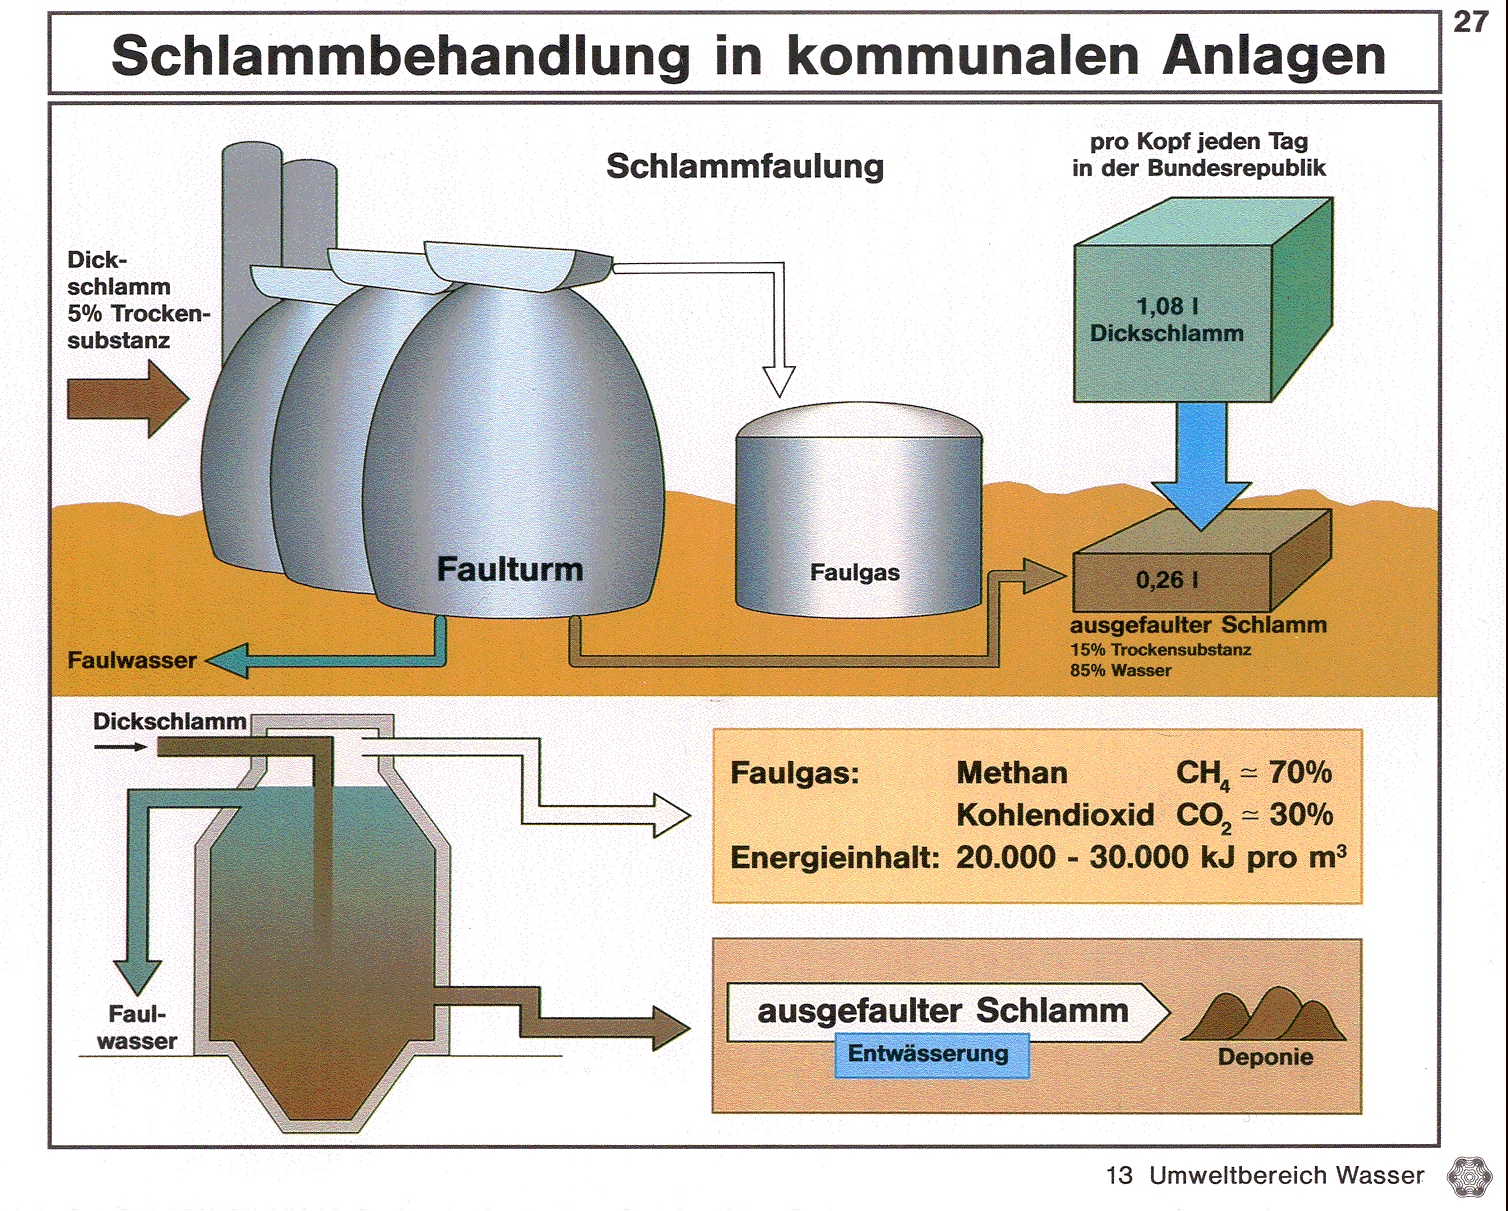 27
Schlammbehandlung in kommunalen Anlagen
Schlammfaulung
pro Kopf jeden Tag
in der Bundesrepublik
Dick-
schlamm
5% Trocken-
substanz
1,08 l
Dickschlamm
Faulturm
Faulgas
0,26 l
ausgefaulter Schlamm
15% Trockensubstanz
85% Wasser
Faulwasser
Dickschlamm
Faulgas: Methan CH₄ ≃ 70%
Kohlendioxid CO₂ ≃ 30%
Energieinhalt: 20.000 - 30.000 kJ pro m³
Faul-
wasser
ausgefaulter Schlamm
Entwässerung
Deponie
13 Umweltbereich Wasser